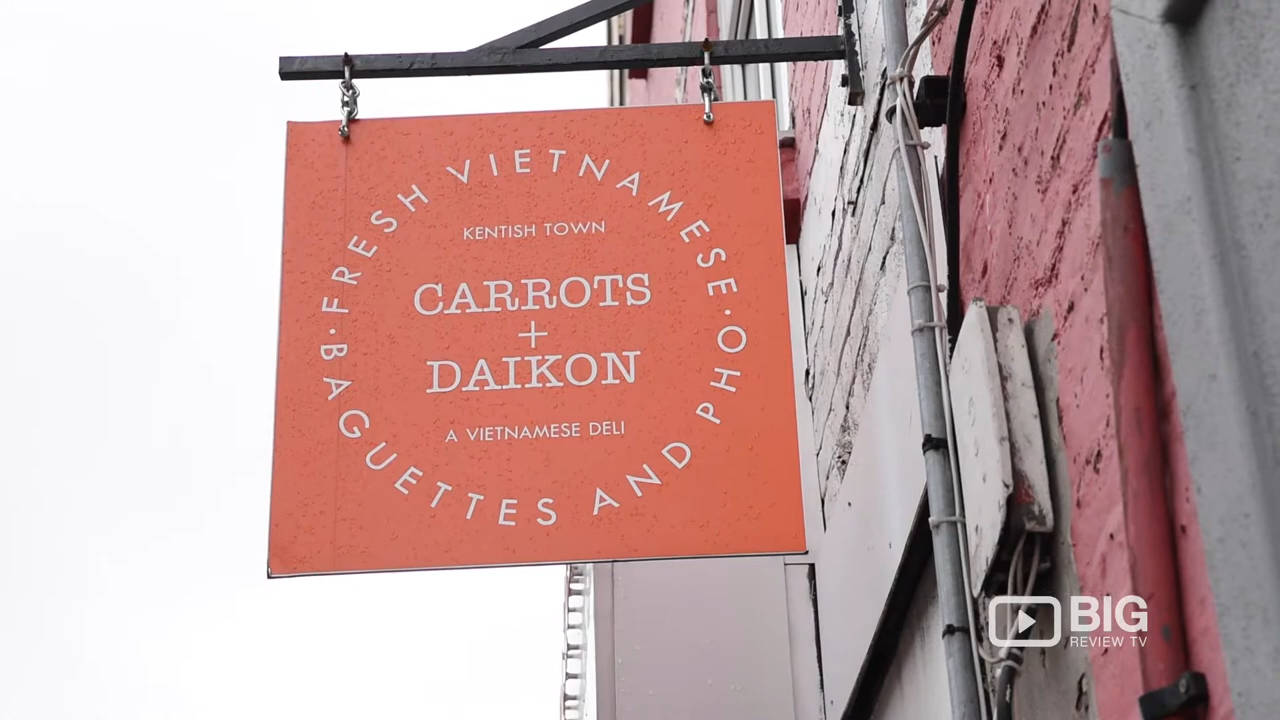 FRESH VIETNAMESE · BAGUETTES AND PHO ·
KENTISH TOWN
CARROTS
+
DAIKON
A VIETNAMESE DELI
BIG
REVIEW TV